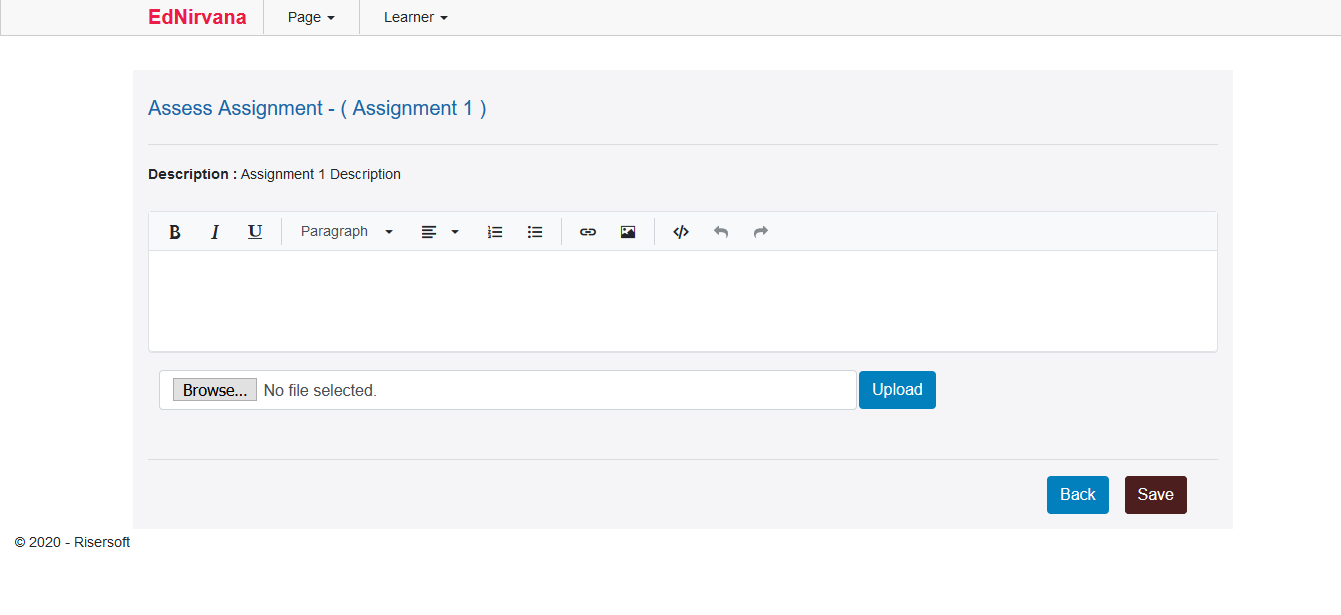 EdNirvana Page Learner
Assess Assignment - ( Assignment 1 )
Description : Assignment 1 Description
B I U Paragraph
Browse... No file selected. Upload
Back Save
© 2020 - Risersoft